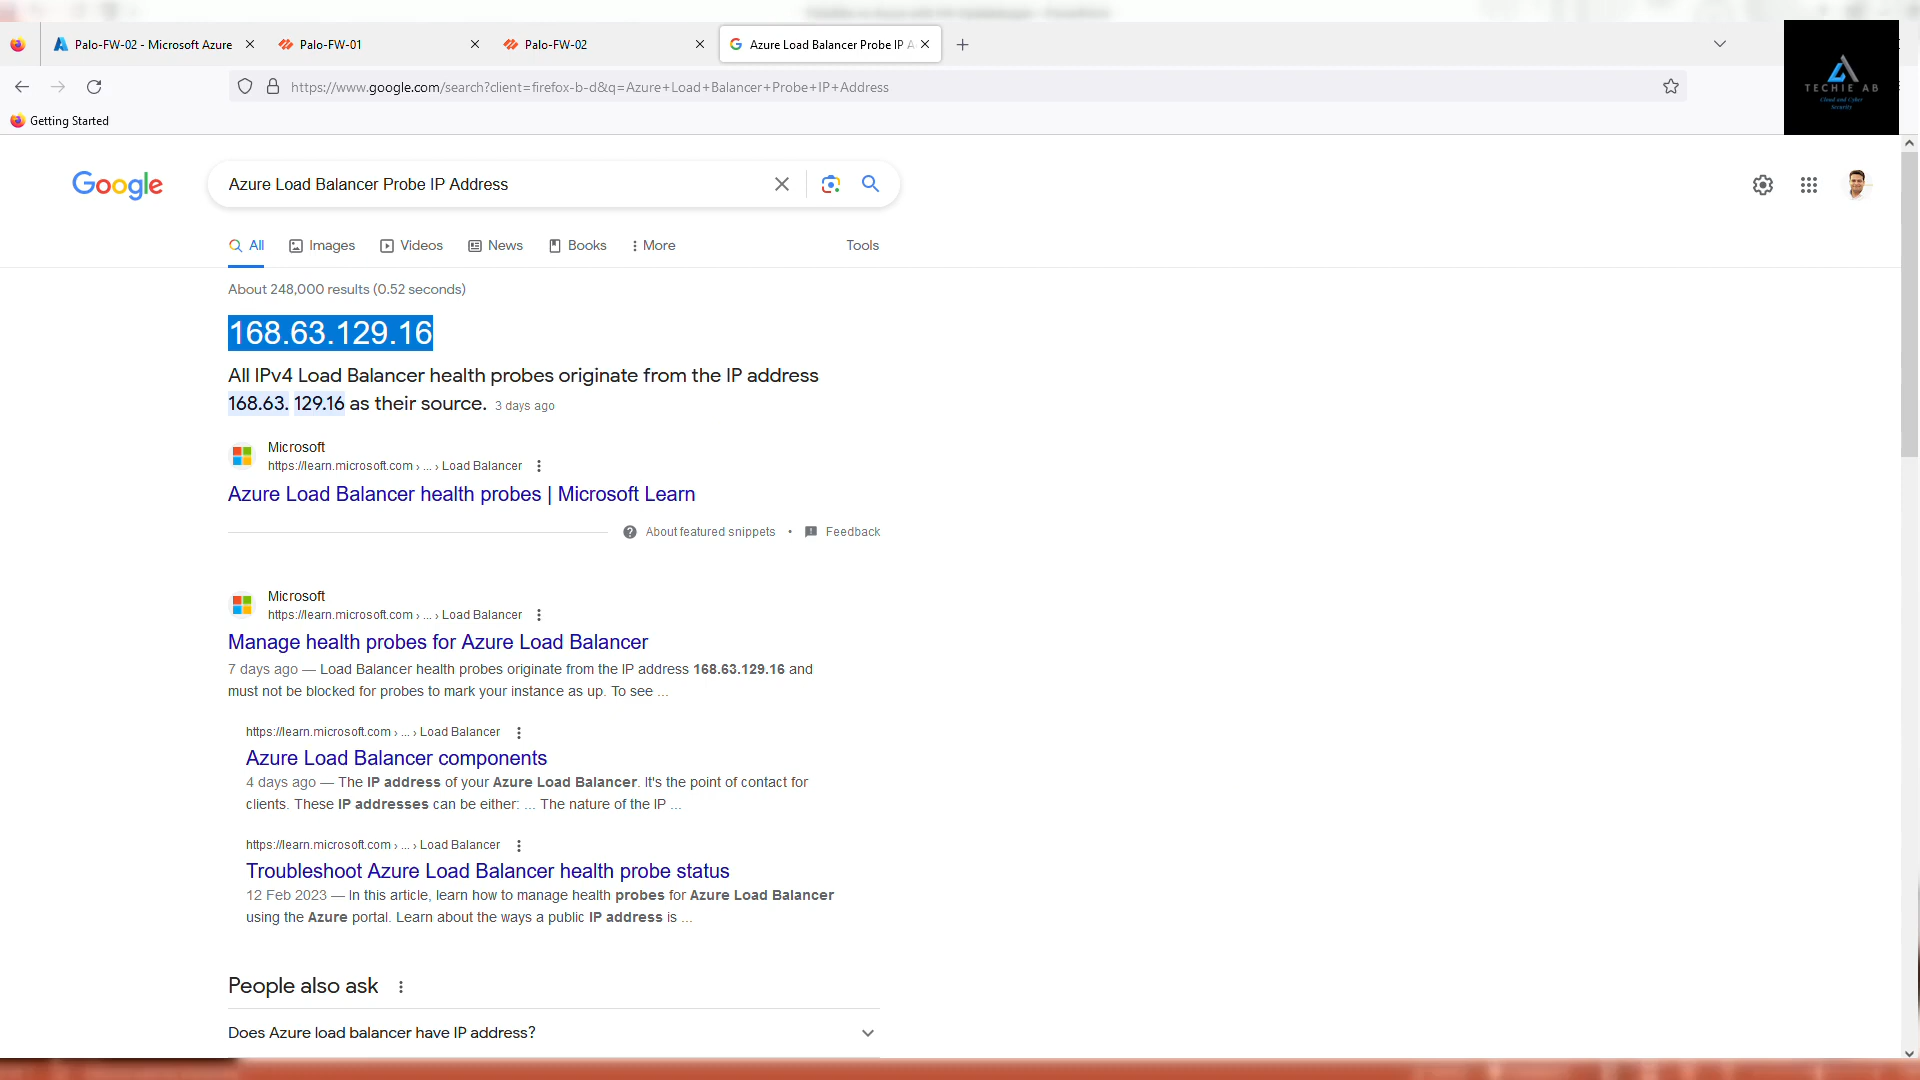 Palo-FW-02 - Microsoft Azure
Palo-FW-01
Palo-FW-02
Azure Load Balancer Probe IP A
https://www.google.com/search?client=firefox-b-d&q=Azure+Load+Balancer+Probe+IP+Address
Getting Started
TECHIE AB
Cloud and Cyber
Security
Google
Azure Load Balancer Probe IP Address
All
Images
Videos
News
Books
More
Tools
About 248,000 results (0.52 seconds)
168.63.129.16
All IPv4 Load Balancer health probes originate from the IP address
168.63. 129.16 as their source. 3 days ago
Microsoft
https://learn.microsoft.com › ... › Load Balancer
Azure Load Balancer health probes | Microsoft Learn
About featured snippets • Feedback
Microsoft
https://learn.microsoft.com › ... › Load Balancer
Manage health probes for Azure Load Balancer
7 days ago — Load Balancer health probes originate from the IP address 168.63.129.16 and
must not be blocked for probes to mark your instance as up. To see ...
https://learn.microsoft.com › ... › Load Balancer
Azure Load Balancer components
4 days ago — The IP address of your Azure Load Balancer. It's the point of contact for
clients. These IP addresses can be either: ... The nature of the IP ...
https://learn.microsoft.com › ... › Load Balancer
Troubleshoot Azure Load Balancer health probe status
12 Feb 2023 — In this article, learn how to manage health probes for Azure Load Balancer
using the Azure portal. Learn about the ways a public IP address is ...
People also ask
Does Azure load balancer have IP address?